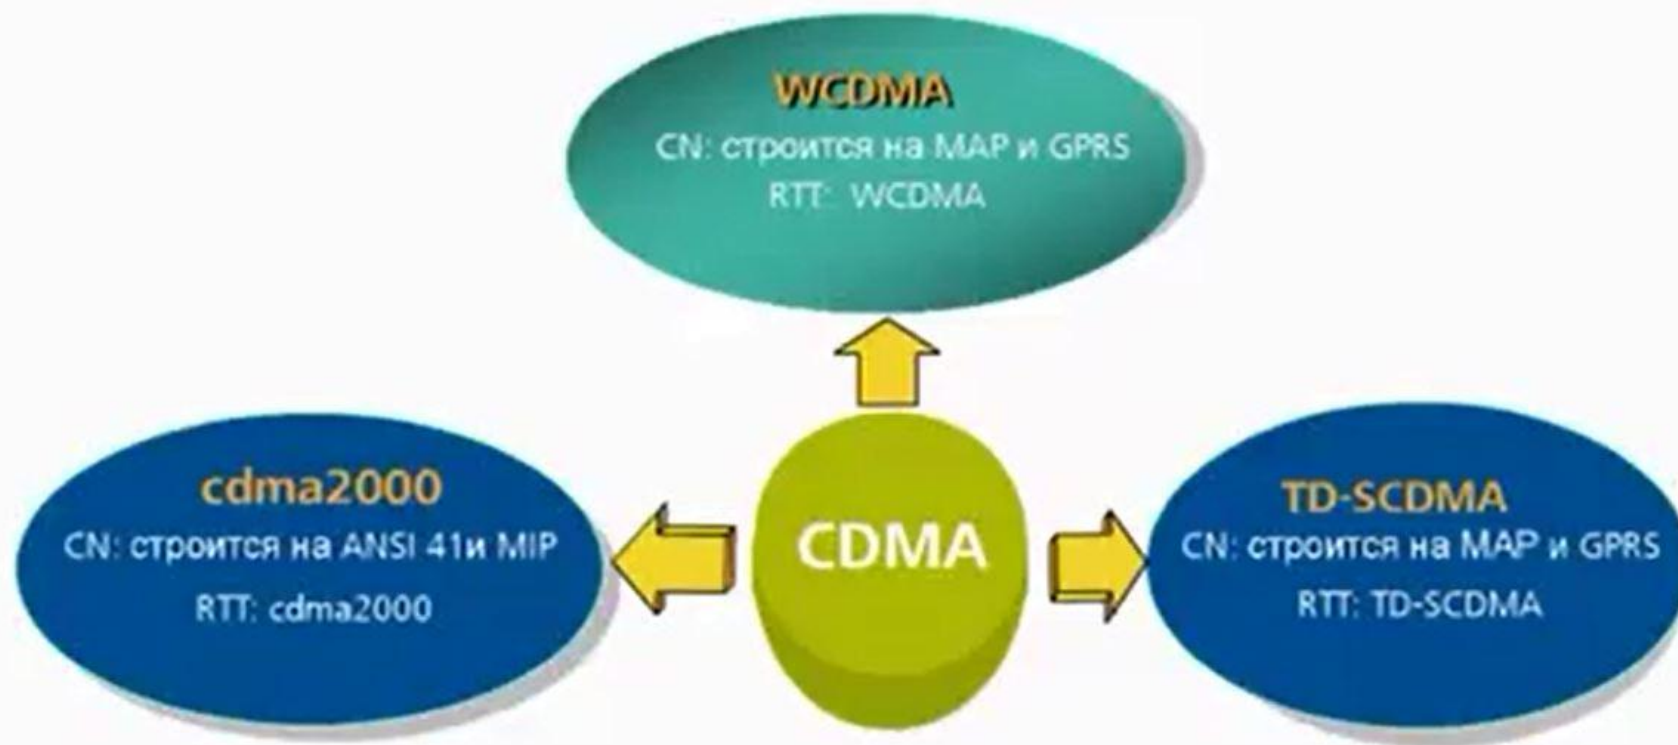 WCDMA
CN: строится на MAP и GPRS
RTT: WCDMA
cdma2000
CN: строится на ANSI 41и MIP
RTT: cdma2000
CDMA
TD-SCDMA
CN: строится на MAP и GPRS
RTT: TD-SCDMA